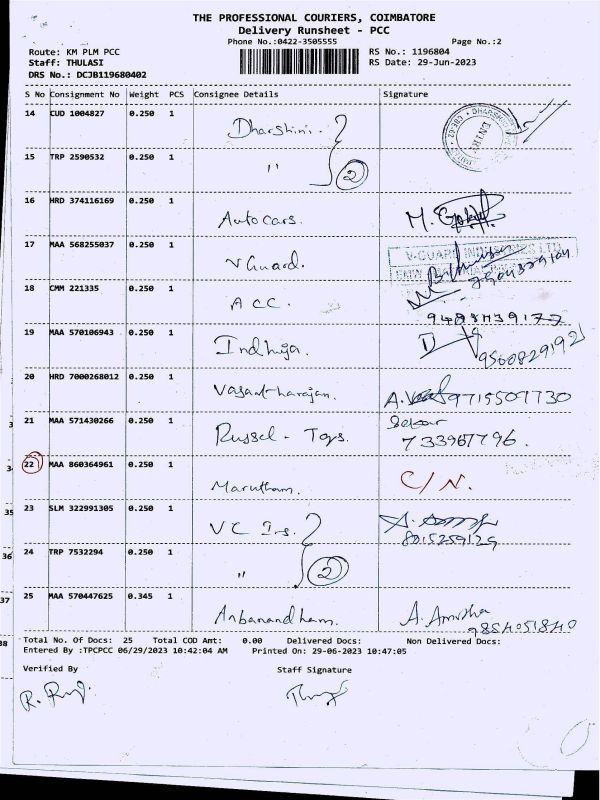 THE PROFESSIONAL COURIERS, COIMBATORE
Delivery Runsheet - PCC
Phone No.:0422-3505555 Page No.:2
Route: KM PLM PCC RS No.: 1196804
Staff: THULASI RS Date: 29-Jun-2023
DRS No.: DCJB119680402
S No Consignment No Weight PCS Consignee Details Signature
14 CUD 1004827 0.250 1 Dharshini.
15 TRP 2590532 0.250 1 " 2
16 HRD 374116169 0.250 1 Autocars.
17 MAA 568255037 0.250 1 V Guard. V-GUARD INDUSTRIES LTD
18 CMM 221335 0.250 1 ACC.
19 MAA 570106943 0.250 1 Indhuja. 9500829192
20 HRD 7000268012 0.250 1 Vasantharajan. 9715507730
21 MAA 571430266 0.250 1 Russel - Toys. 733967796.
22 MAA 860364961 0.250 1 Marutham. C/N.
23 SLM 322991305 0.250 1 8015259129
24 TRP 7532294 0.250 1 " 2
25 MAA 570447625 0.345 1 Anbanandham. A. Amutha
Total No. Of Docs: 25 Total COD Amt: 0.00 Delivered Docs: Non Delivered Docs:
Entered By :TPCPCC 06/29/2023 10:42:04 AM Printed On: 29-06-2023 10:47:05
Verified By Staff Signature